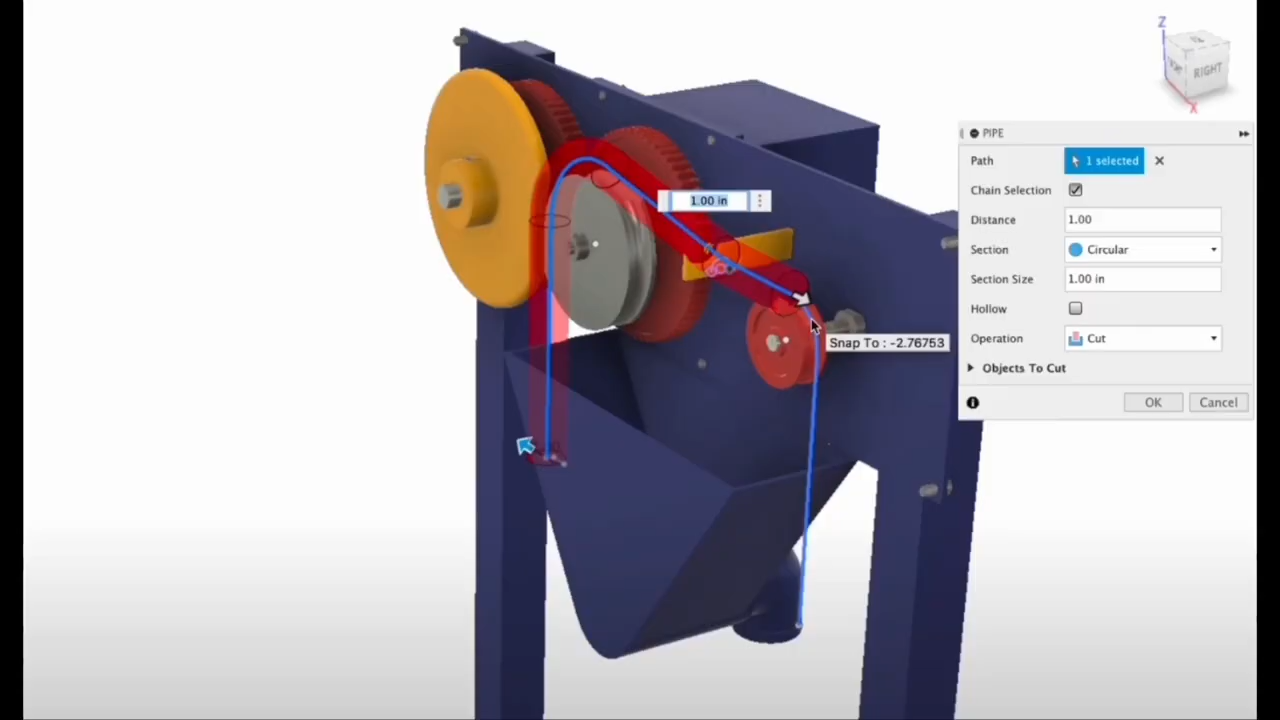 Z
RIGHT
X
PIPE
Path
1 selected
Chain Selection
Distance
1.00
Section
Circular
Section Size
1.00 in
Hollow
Operation
Cut
Objects To Cut
OK
Cancel
1.00 in
Snap To : -2.76753